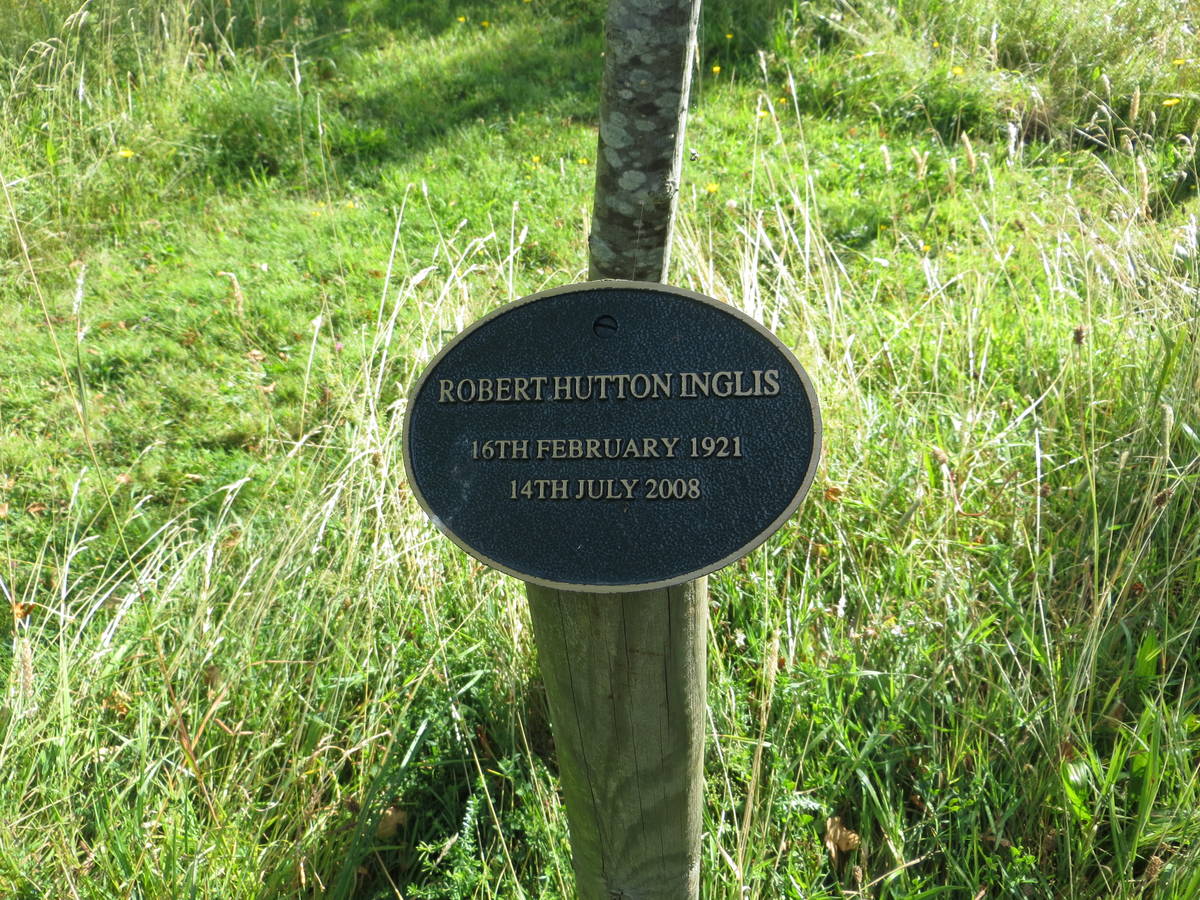 ROBERT HUTTON INGLIS
16TH FEBRUARY 1921
14TH JULY 2008